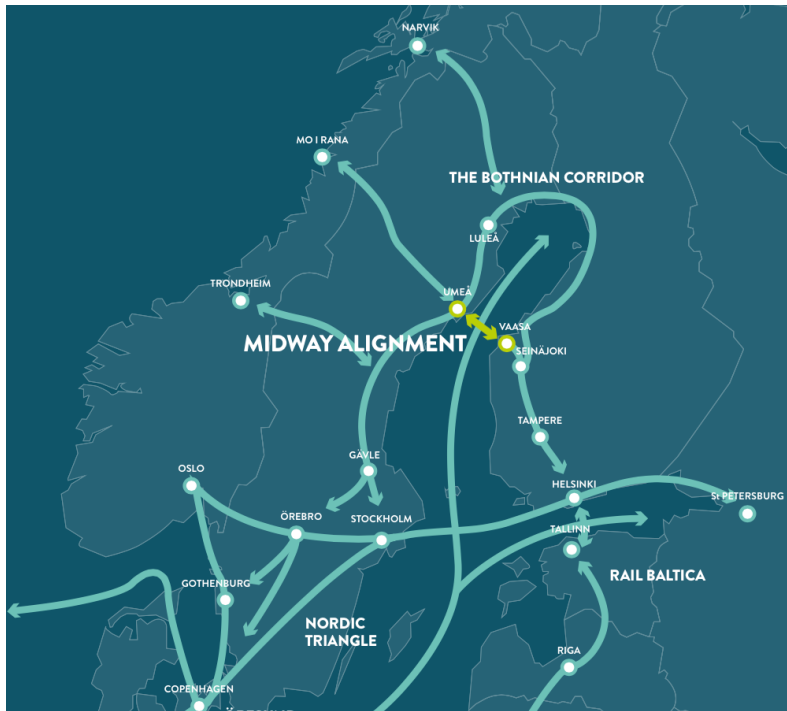 NARVIK
MO I RANA
THE BOTHNIAN CORRIDOR
LULEÅ
TRONDHEIM
UMEÅ
VAASA
MIDWAY ALIGNMENT
SEINÄJOKI
TAMPERE
GÄVLE
OSLO
HELSINKI
St PETERSBURG
ÖREBRO
STOCKHOLM
TALLINN
GOTHENBURG
RAIL BALTICA
NORDIC
TRIANGLE
RIGA
COPENHAGEN